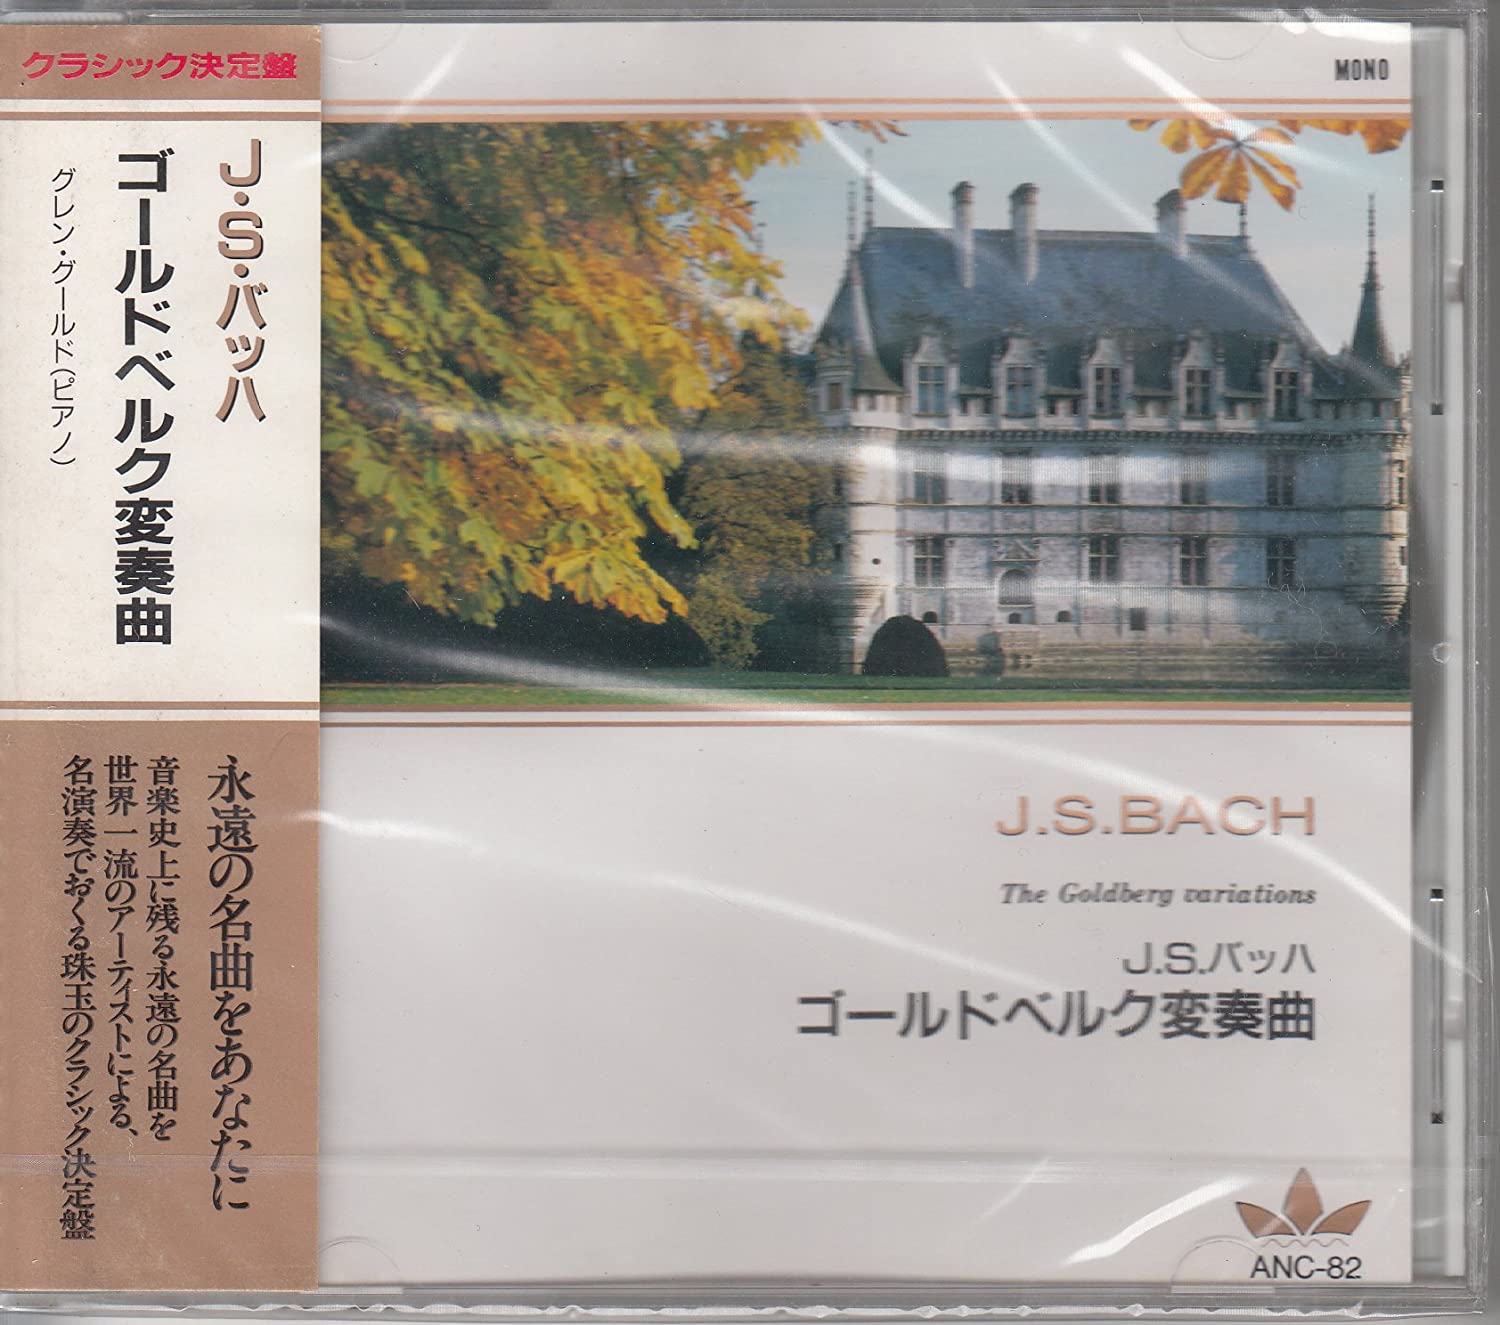 クラシック決定盤
J・S・バッハ
ゴールドベルク変奏曲
グレン・グールド（ピアノ）
永遠の名曲をあなたに
音楽史上に残る永遠の名曲を
世界一流のアーティストによる、
名演奏でおくる珠玉のクラシック決定盤
MONO
J.S.BACH
The Goldberg variations
J.S.バッハ
ゴールドベルク変奏曲
ANC-82